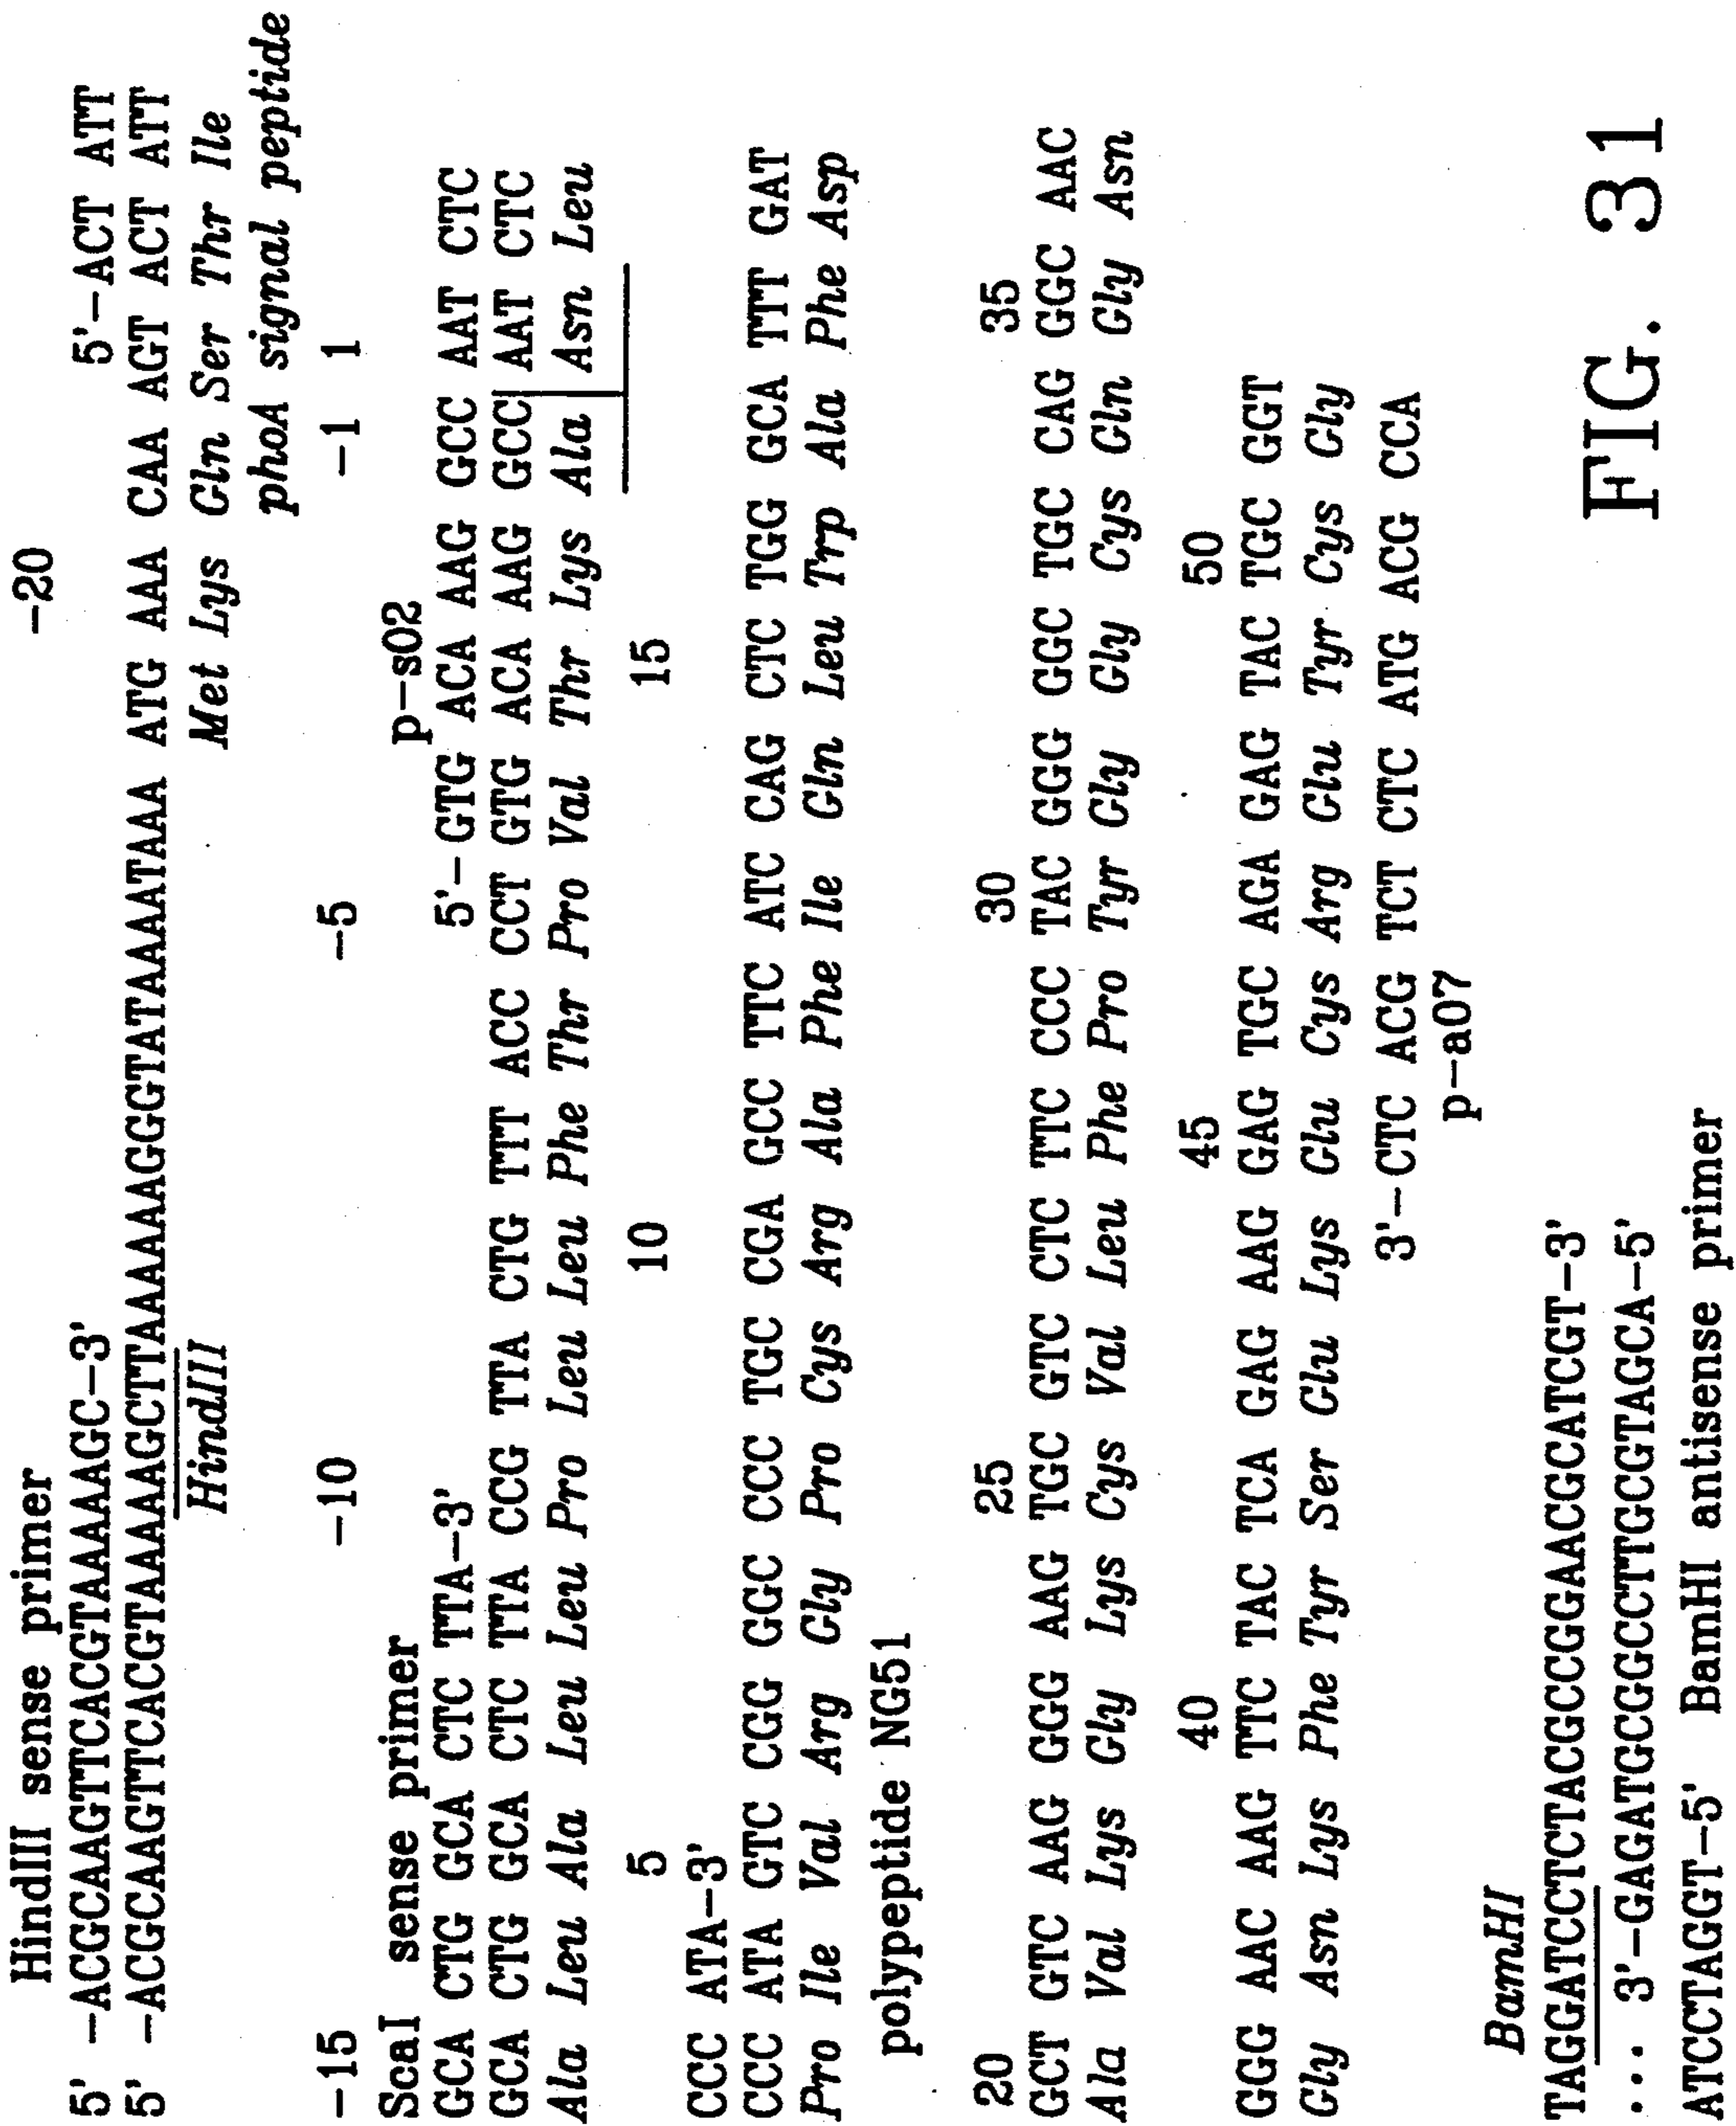 HindIII sense primer -20
5' -ACGCAAGTTCACGTAAAAAGC-3' 5'-ACT ATT
5' -ACGCAAGTTCACGTAAAAAGCTTAAAAAAGGGTATAAAATAAA ATG AAA CAA AGT ACT ATT
HindIII Met Lys Gln Ser Thr Ile
phoA signal peptide
-15 -10 -5 -1 1
ScaI sense primer p-s02
GCA CTG GCA CTC TTA-3' 5'-GTG ACA AAG GCC AAT CTC
GCA CTG GCA CTC TTA CCG TTA CTG TTT ACC CCT GTG ACA AAG GCC AAT CTC
Ala Leu Ala Leu Leu Pro Leu Leu Phe Thr Pro Val Thr Lys Ala Asn Leu
5 10 15
CCC ATA-3'
CCC ATA GTC CGG GGC CCC TGC CGA GCC TTC ATC CAG CTC TGG GCA TTT GAT
Pro Ile Val Arg Gly Pro Cys Arg Ala Phe Ile Gln Leu Trp Ala Phe Asp
polypeptide NG51
20 25 30 35
GCT GTC AAG GGG AAG TGC GTC CTC TTC CCC TAC GGG GGC TGC CAG GGC AAC
Ala Val Lys Gly Lys Cys Val Leu Phe Pro Tyr Gly Gly Cys Gln Gly Asn
40 45 50
GGG AAC AAG TTC TAC TCA GAG AAG GAG TGC AGA GAG TAC TGC GGT
Gly Asn Lys Phe Tyr Ser Glu Lys Glu Cys Arg Glu Tyr Cys Gly
3'-CTC ACG TCT CTC ATG ACG CCA
p-a07
BamHI
TAGGATCCTCTACGCCGGAACGCATCGT-3'
... 3'-GAGATGCGGCCTTGCGTAGCA-5'
ATCCTAGGT-5' BamHI antisense primer
FIG. 31